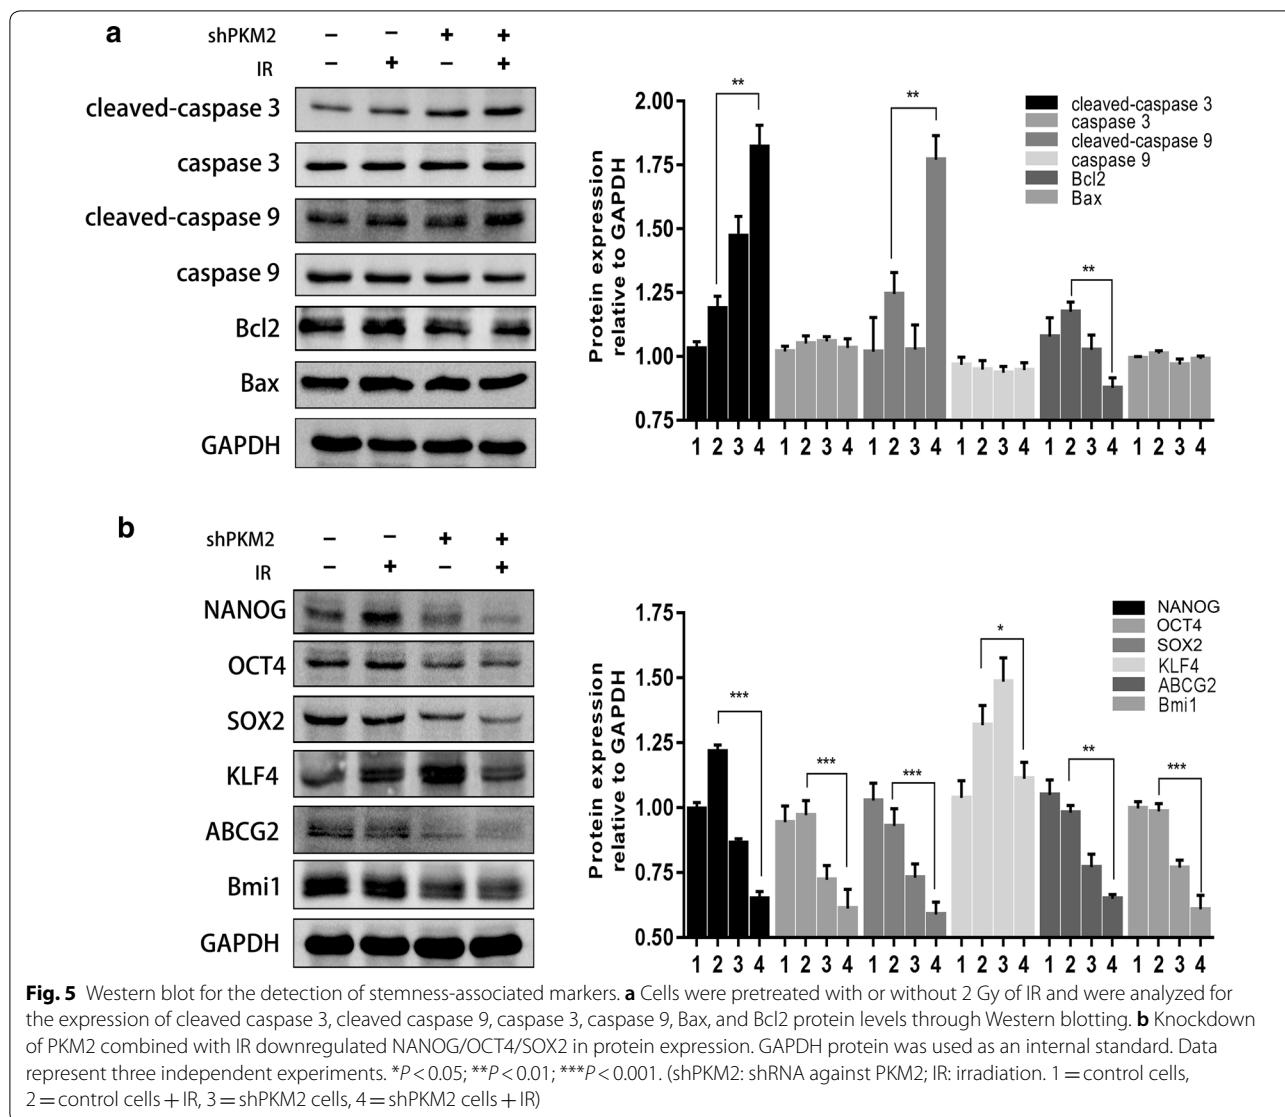 a
shPKM2 – – + +
IR – + – +
cleaved-caspase 3
caspase 3
cleaved-caspase 9
caspase 9
Bcl2
Bax
GAPDH
Protein expression
relative to GAPDH
2.00
1.75
1.50
1.25
1.00
0.75
** ** **
1 2 3 4 1 2 3 4 1 2 3 4 1 2 3 4 1 2 3 4 1 2 3 4
cleaved-caspase 3
caspase 3
cleaved-caspase 9
caspase 9
Bcl2
Bax
b
shPKM2 – – + +
IR – + – +
NANOG
OCT4
SOX2
KLF4
ABCG2
Bmi1
GAPDH
Protein expression
relative to GAPDH
1.75
1.50
1.25
1.00
0.75
0.50
*** *** *** * ** ***
1 2 3 4 1 2 3 4 1 2 3 4 1 2 3 4 1 2 3 4 1 2 3 4
NANOG
OCT4
SOX2
KLF4
ABCG2
Bmi1
Fig. 5 Western blot for the detection of stemness-associated markers. a Cells were pretreated with or without 2 Gy of IR and were analyzed for
the expression of cleaved caspase 3, cleaved caspase 9, caspase 3, caspase 9, Bax, and Bcl2 protein levels through Western blotting. b Knockdown
of PKM2 combined with IR downregulated NANOG/OCT4/SOX2 in protein expression. GAPDH protein was used as an internal standard. Data
represent three independent experiments. *P < 0.05; **P < 0.01; ***P < 0.001. (shPKM2: shRNA against PKM2; IR: irradiation. 1 = control cells,
2 = control cells + IR, 3 = shPKM2 cells, 4 = shPKM2 cells + IR)